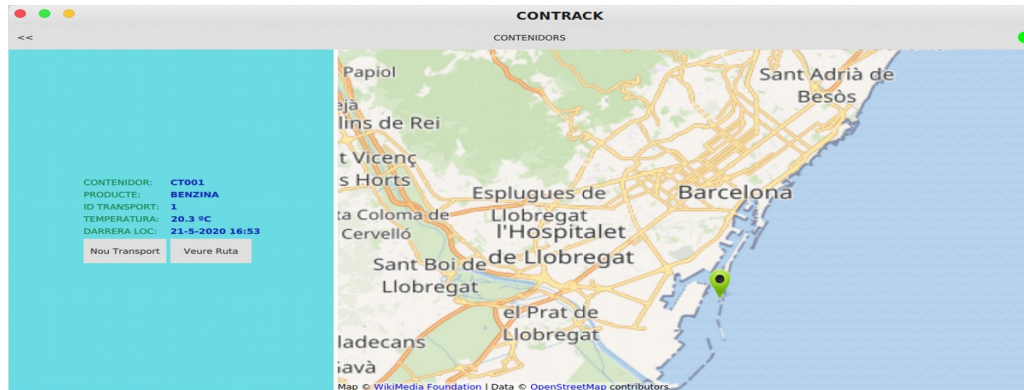 CONTRACK
<<
CONTENIDORS
CONTENIDOR: CT001
PRODUCTE: BENZINA
ID TRANSPORT: 1
TEMPERATURA: 20.3 ºC
DARRERA LOC: 21-5-2020 16:53
Nou Transport Veure Ruta
Papiol
Sant Adrià de
Besòs
ejà
lins de Rei
t Vicenç
s Horts
Esplugues de
Llobregat
Barcelona
ta Coloma de
Cervelló
l'Hospitalet
de Llobregat
Sant Boi de
Llobregat
el Prat de
Llobregat
ladecans
Gavà
Map © WikiMedia Foundation | Data © OpenStreetMap contributors